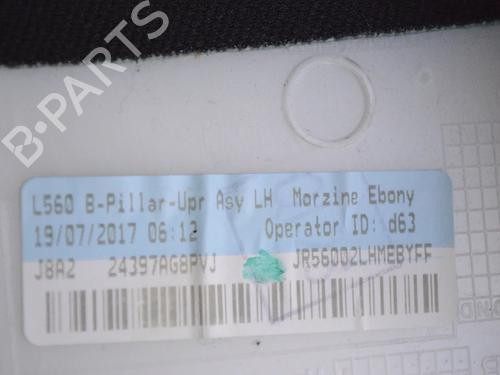 B-PARTS
L560 B-Pillar-Upr Asy LH Morzine Ebony
19/07/2017 06:12 Operator ID: d63
J8A2 24397AG8PVJ JR56002LHMEBYFF